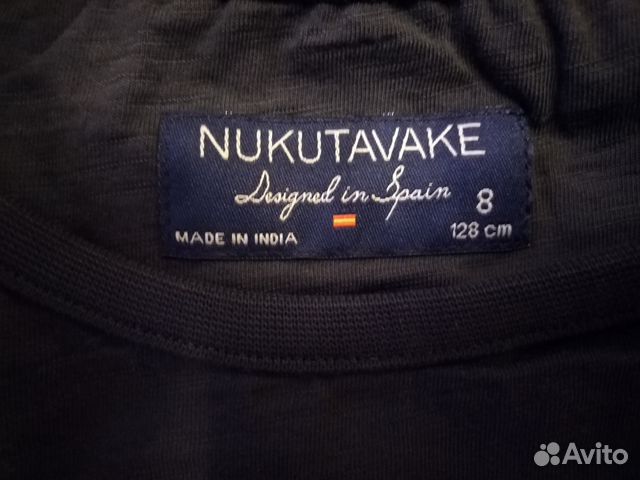 NUKUTAVAKE
Designed in Spain 8
MADE IN INDIA 128 cm
Avito